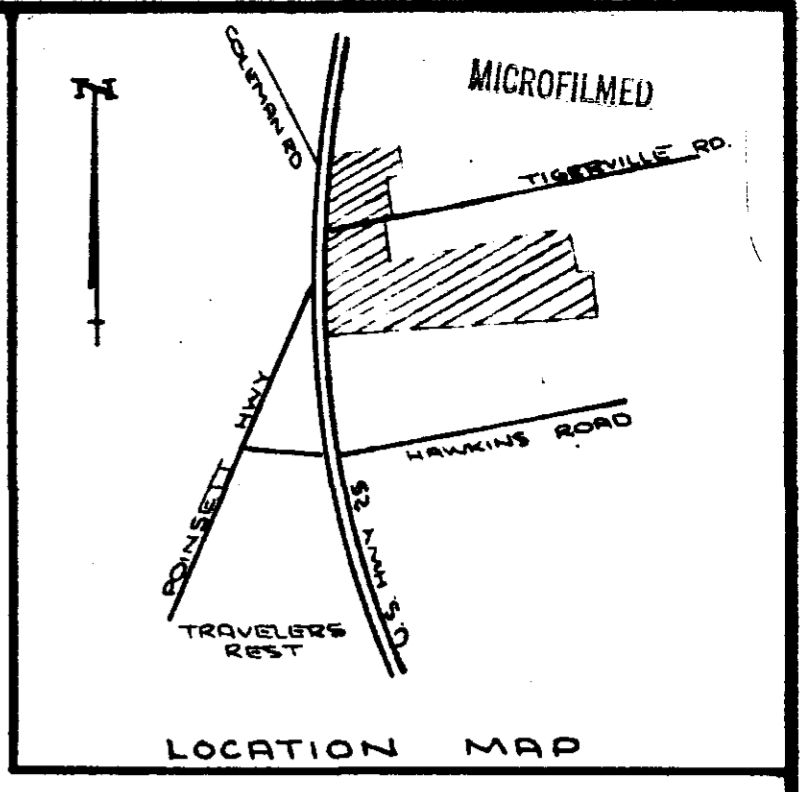 N
COLEMAN RD
MICROFILMED
TIGERVILLE RD.
POINSETT HWY
HAWKINS ROAD
U.S. HWY 25
TRAVELERS
REST
LOCATION MAP